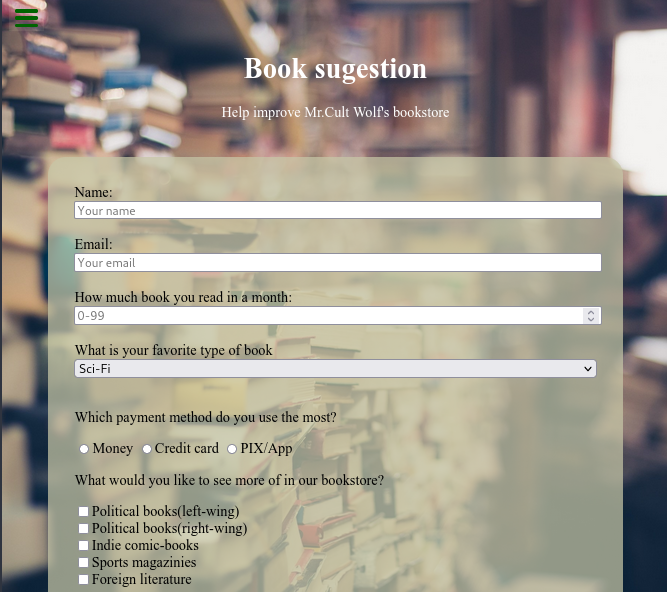 Book sugestion
Help improve Mr.Cult Wolf's bookstore
Name:
Your name
Email:
Your email
How much book you read in a month:
0-99
What is your favorite type of book
Sci-Fi
Which payment method do you use the most?
Money Credit card PIX/App
What would you like to see more of in our bookstore?
Political books(left-wing)
Political books(right-wing)
Indie comic-books
Sports magazinies
Foreign literature